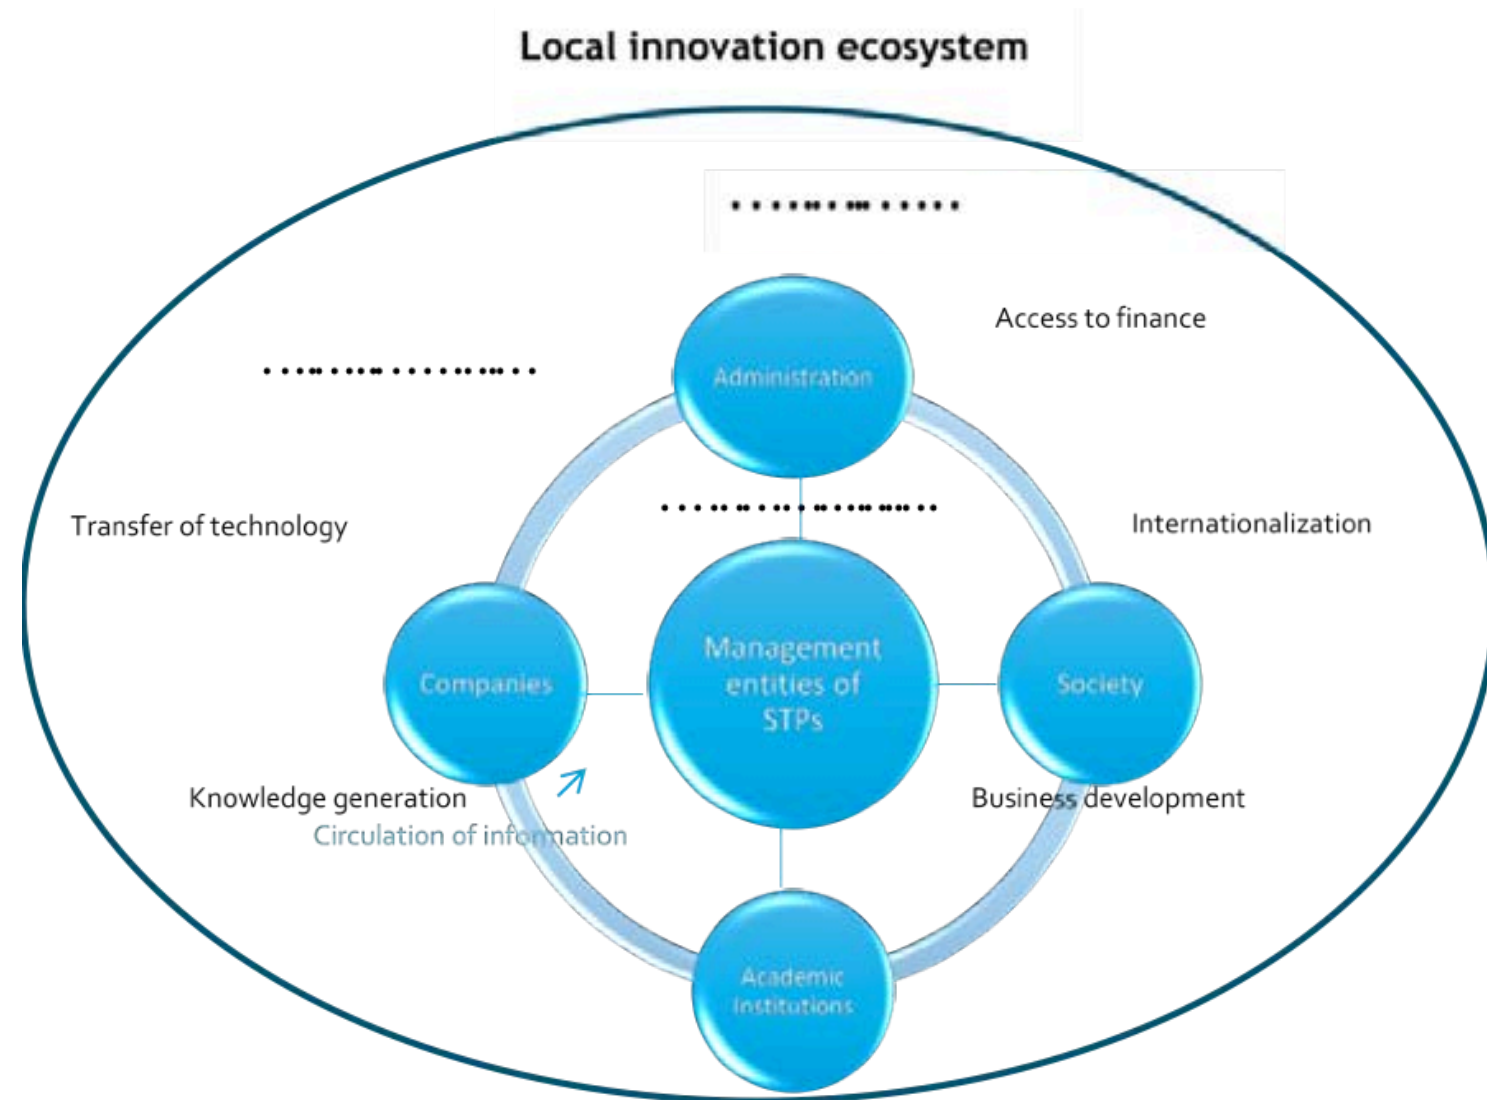 Local innovation ecosystem
Access to finance
Administration
Transfer of technology
Internationalization
Management
entities of
STPs
Companies
Society
Knowledge generation
Business development
Circulation of information
Academic
Institutions